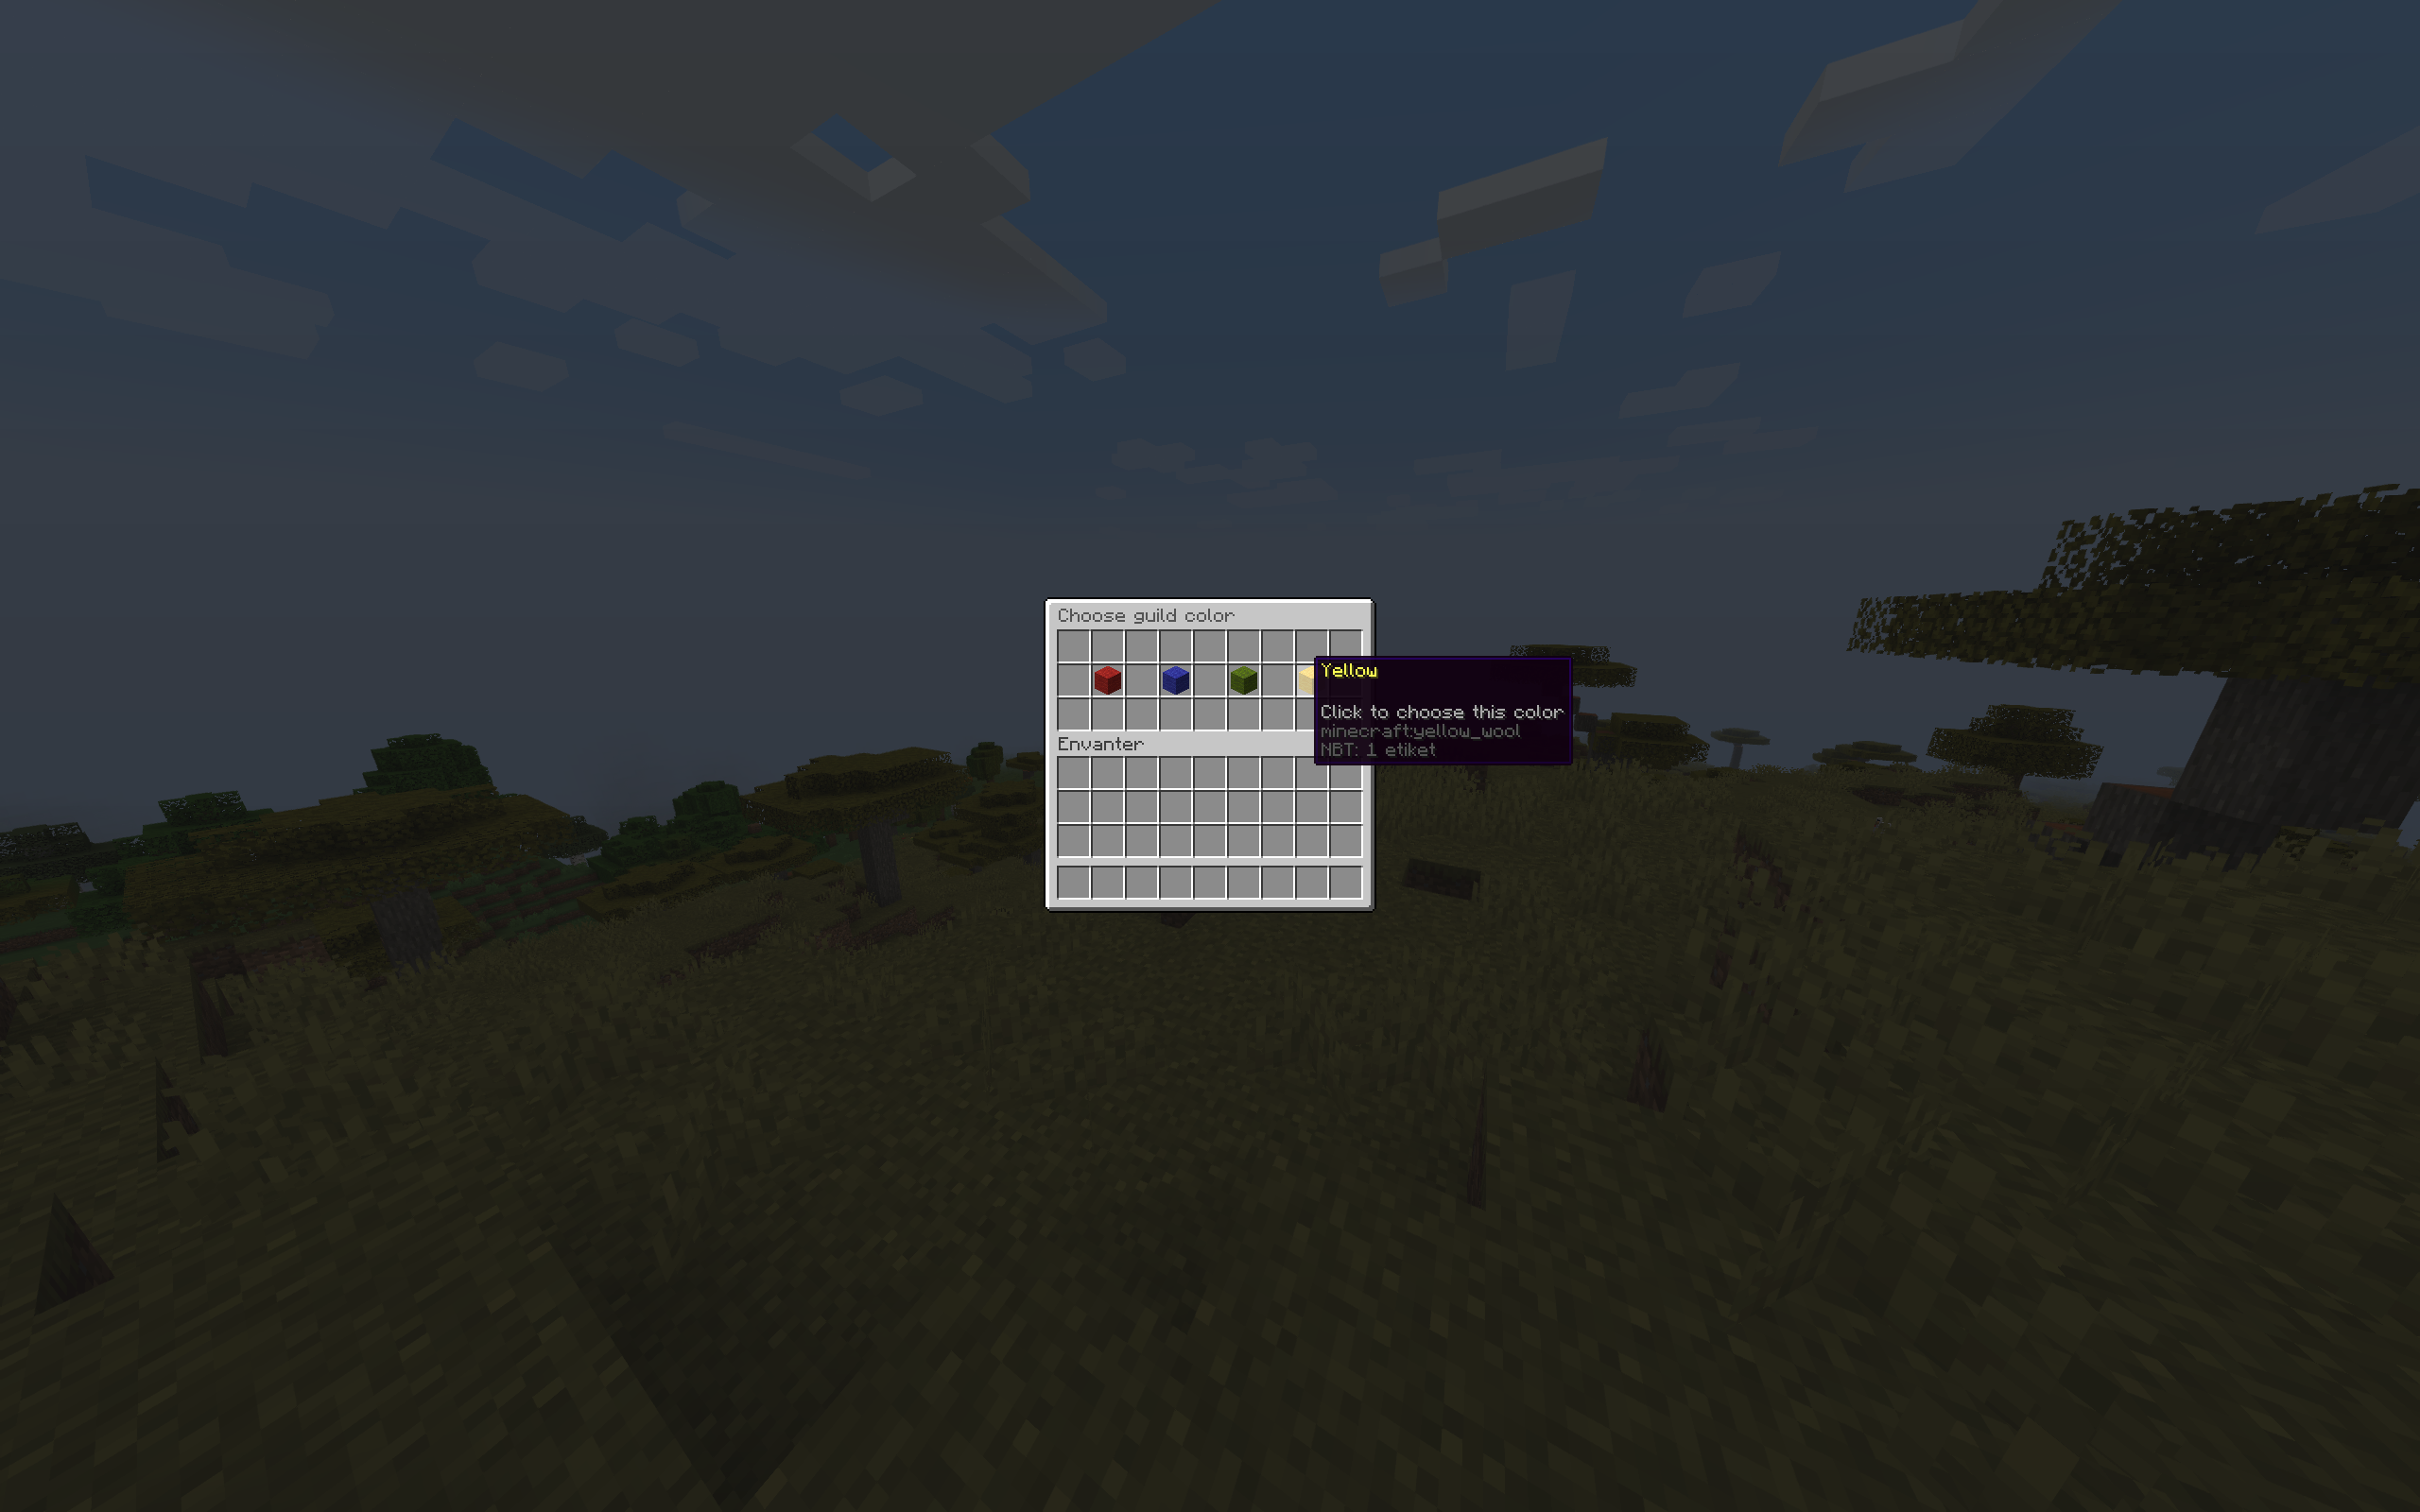 Choose guild color
Yellow
Click to choose this color
minecraft:yellow_wool
NBT: 1 etiket
Envanter